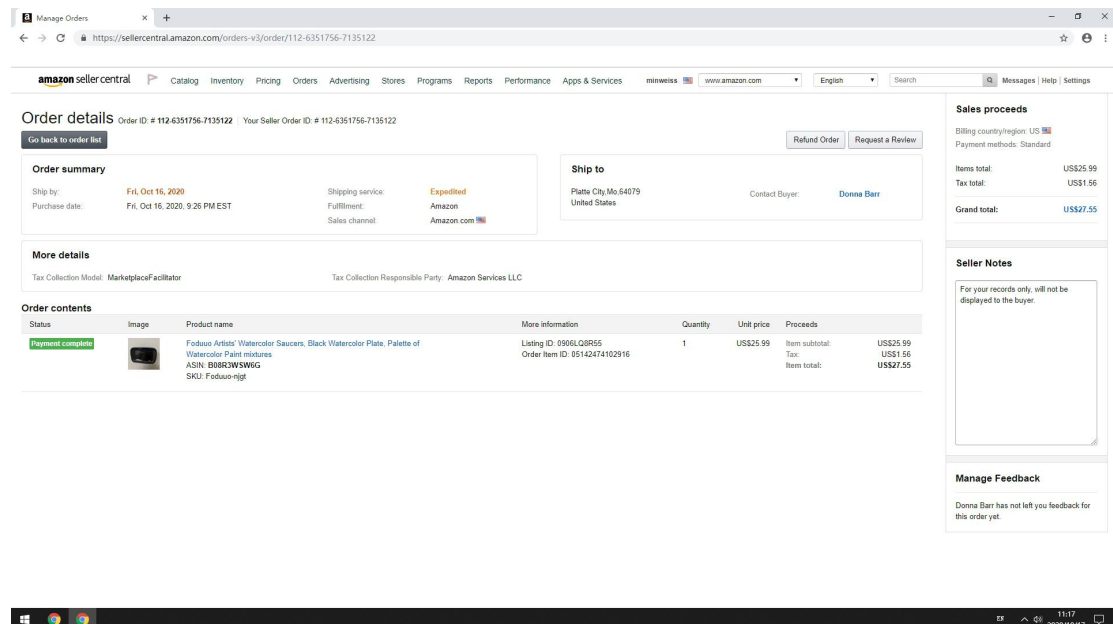 Manage Orders
https://sellercentral.amazon.com/orders-v3/order/112-6351756-7135122
amazon seller central Catalog Inventory Pricing Orders Advertising Stores Programs Reports Performance Apps & Services minweiss www.amazon.com English Search Messages | Help | Settings
Order details Order ID: # 112-6351756-7135122 Your Seller Order ID: # 112-6351756-7135122
Go back to order list
Refund Order Request a Review
Order summary
Ship by: Fri, Oct 16, 2020 Shipping service: Expedited
Purchase date: Fri, Oct 16, 2020, 9:26 PM EST Fulfillment: Amazon
Sales channel: Amazon.com
Ship to
Platte City,Mo,64079
United States
Contact Buyer: Donna Barr
More details
Tax Collection Model: MarketplaceFacilitator Tax Collection Responsible Party: Amazon Services LLC
Order contents
Status Image Product name More information Quantity Unit price Proceeds
Payment complete
Foduuo Artists' Watercolor Saucers, Black Watercolor Plate, Palette of
Watercolor Paint mixtures
ASIN: B08R3WSW6G
SKU: Foduuo-njgt
Listing ID: 0906LQ8R55
Order Item ID: 05142474102916
1
US$25.99
Item subtotal: US$25.99
Tax: US$1.56
Item total: US$27.55
Sales proceeds
Billing country/region: US
Payment methods: Standard
Items total: US$25.99
Tax total: US$1.56
Grand total: US$27.55
Seller Notes
For your records only, will not be
displayed to the buyer.
Manage Feedback
Donna Barr has not left you feedback for
this order yet.
11:17